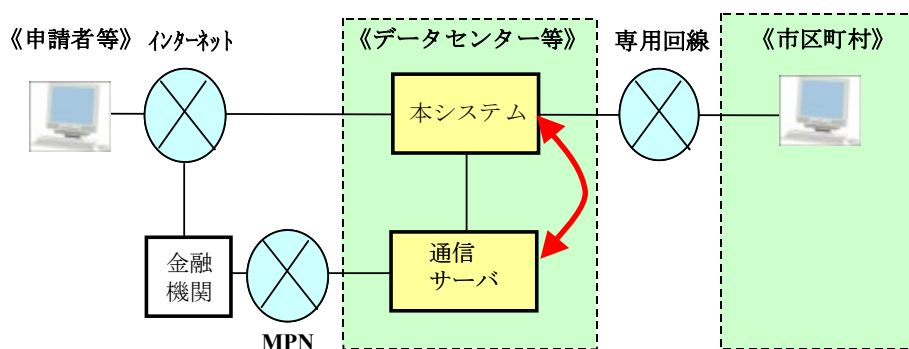 《申請者等》
インターネット
《データセンター等》
専用回線
《市区町村》
本システム
金融
機関
通信
サーバ
MPN